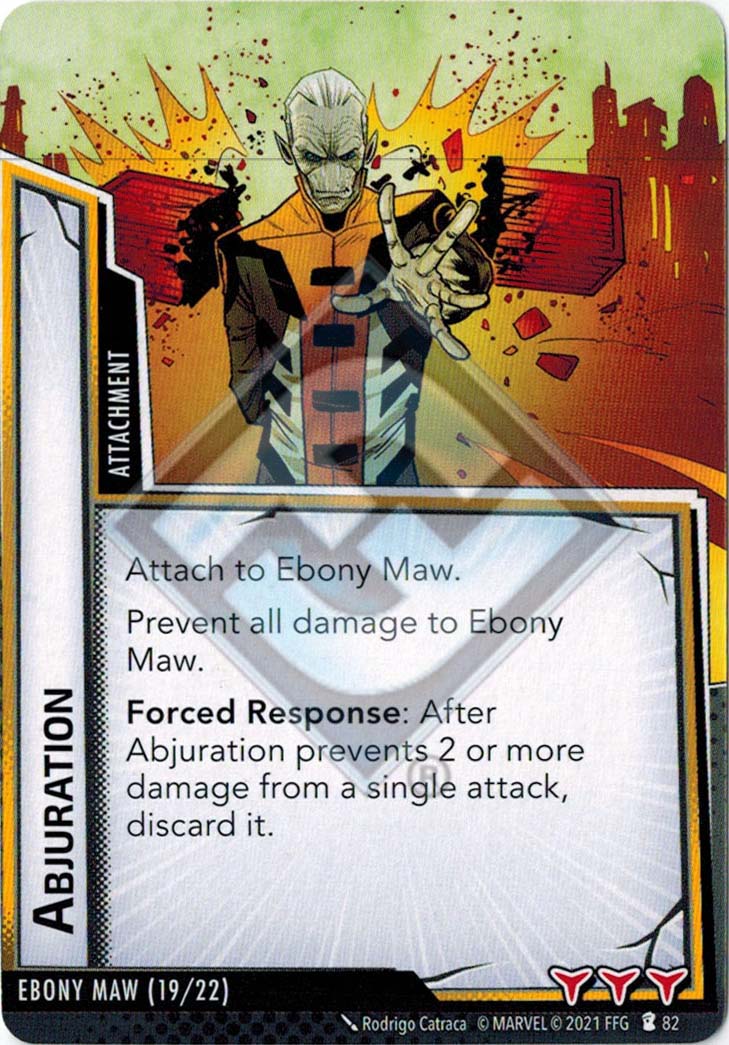 ATTACHMENT
Attach to Ebony Maw.
Prevent all damage to Ebony
Maw.
Forced Response: After
Abjuration prevents 2 or more
damage from a single attack,
discard it.
ABJURATION
EBONY MAW (19/22)
Rodrigo Catraca © MARVEL © 2021 FFG 82
®